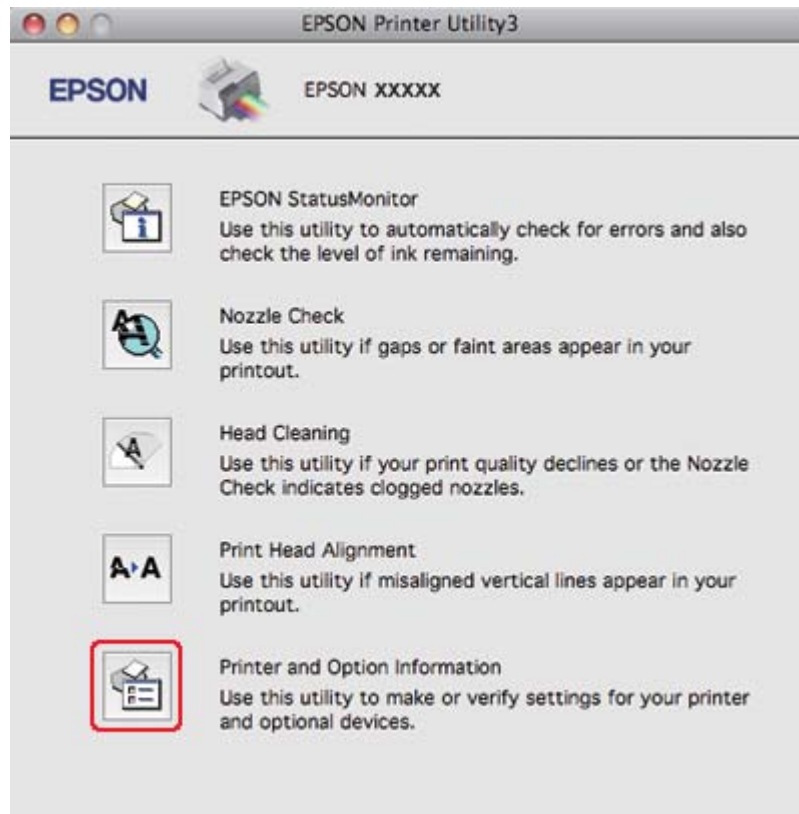 EPSON Printer Utility3
EPSON EPSON XXXXX
EPSON StatusMonitor
Use this utility to automatically check for errors and also
check the level of ink remaining.
Nozzle Check
Use this utility if gaps or faint areas appear in your
printout.
Head Cleaning
Use this utility if your print quality declines or the Nozzle
Check indicates clogged nozzles.
A▸A
Print Head Alignment
Use this utility if misaligned vertical lines appear in your
printout.
Printer and Option Information
Use this utility to make or verify settings for your printer
and optional devices.